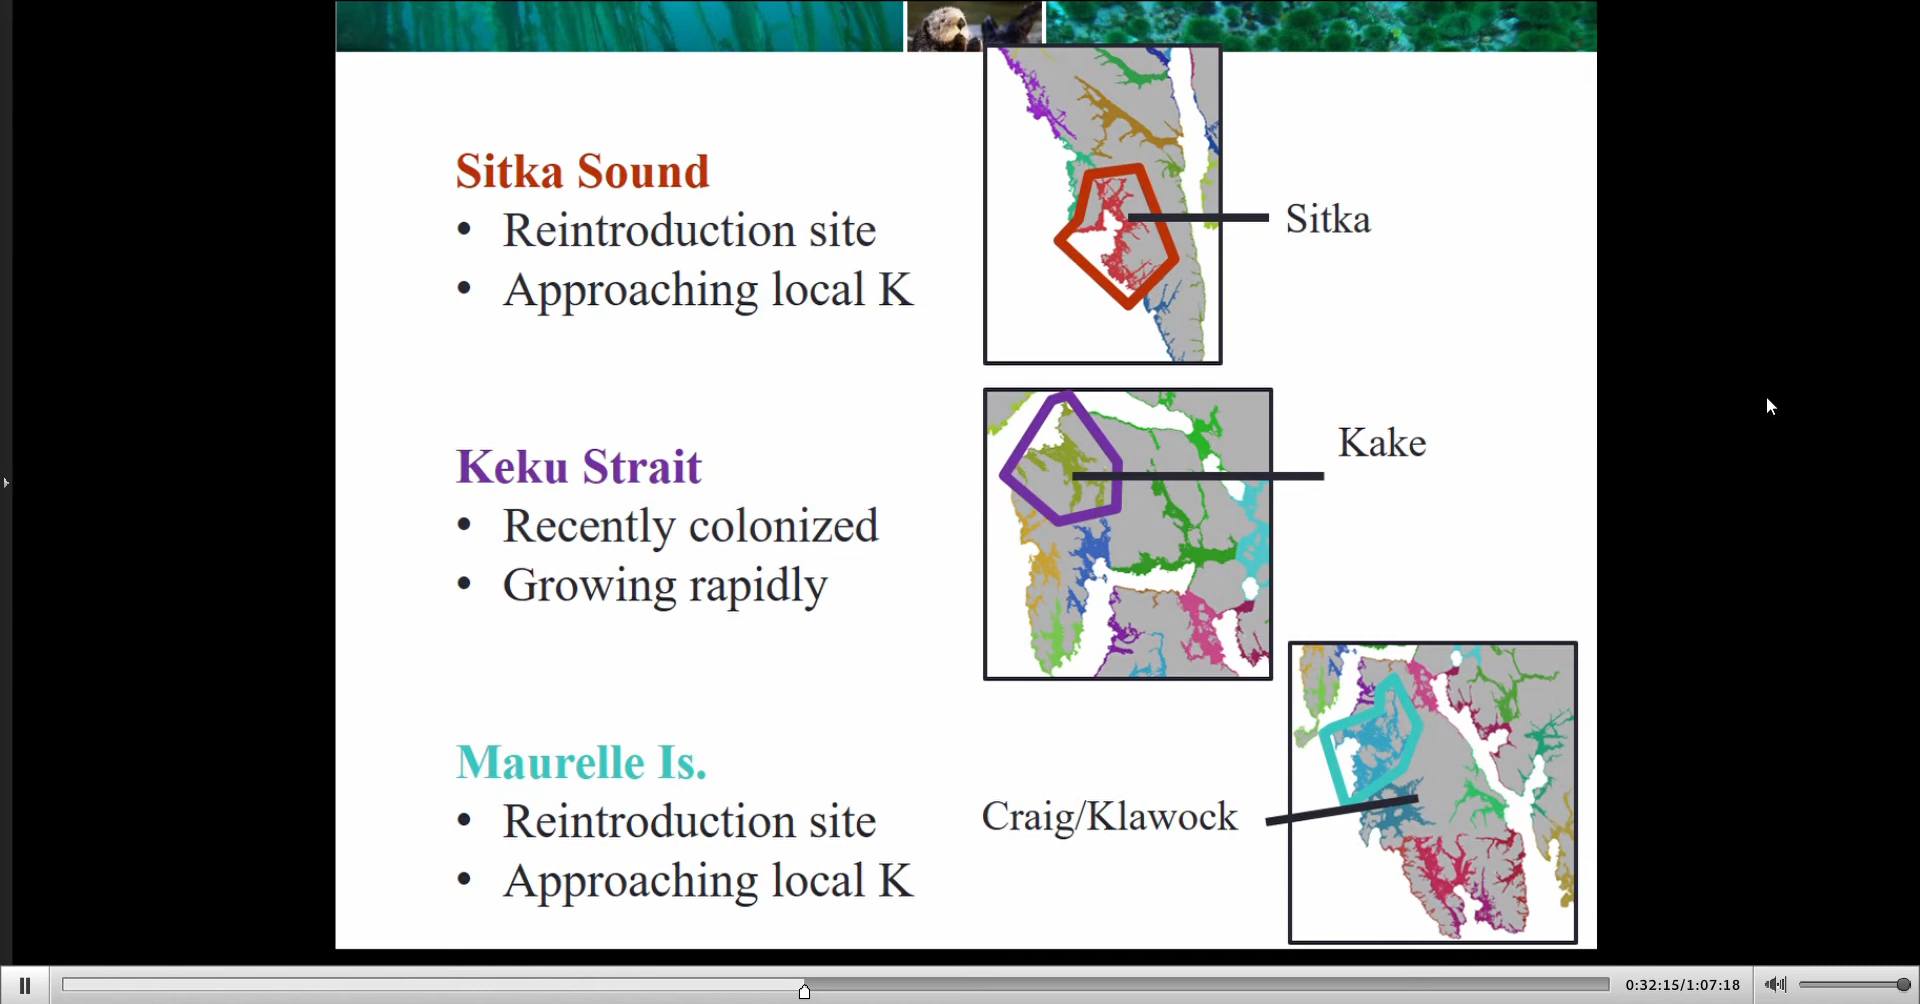 Sitka Sound
• Reintroduction site
• Approaching local K
Sitka
Keku Strait
• Recently colonized
• Growing rapidly
Kake
Maurelle Is.
• Reintroduction site
• Approaching local K
Craig/Klawock
0:32:15/1:07:18